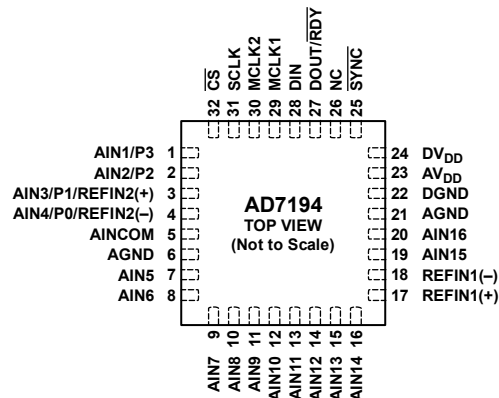 32 C̅S̅
31 SCLK
30 MCLK2
29 MCLK1
28 DIN
27 DOUT/R̅D̅Y̅
26 NC
25 S̅Y̅N̅C̅
AIN1/P3 1
AIN2/P2 2
AIN3/P1/REFIN2(+) 3
AIN4/P0/REFIN2(–) 4
AINCOM 5
AGND 6
AIN5 7
AIN6 8
AD7194
TOP VIEW
(Not to Scale)
24 DVDD
23 AVDD
22 DGND
21 AGND
20 AIN16
19 AIN15
18 REFIN1(–)
17 REFIN1(+)
AIN7 9
AIN8 10
AIN9 11
AIN10 12
AIN11 13
AIN12 14
AIN13 15
AIN14 16